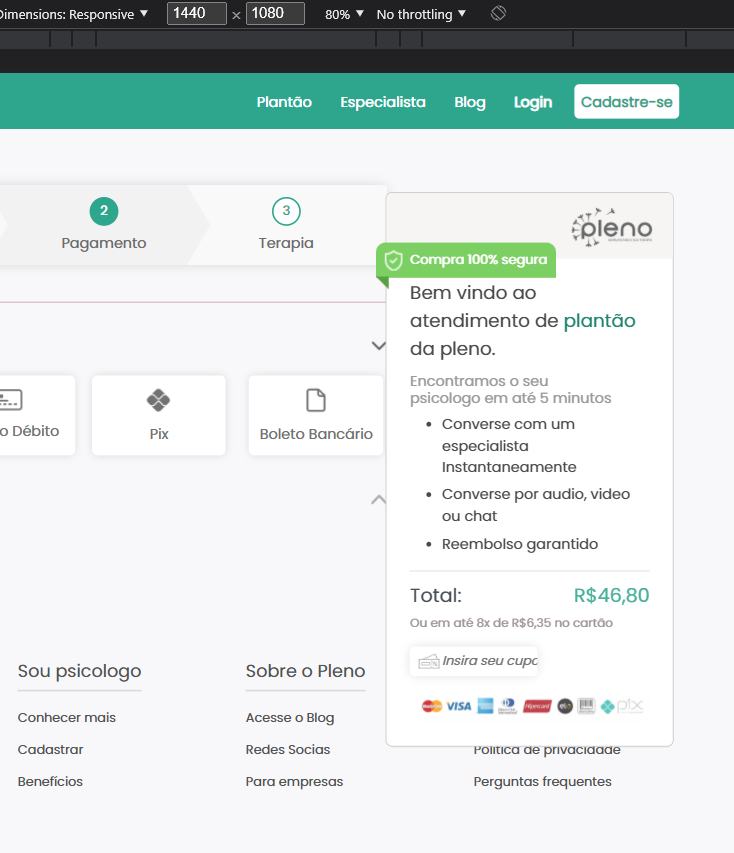 Dimensions: Responsive
1440 × 1080
80%
No throttling
Plantão
Especialista
Blog
Login
Cadastre-se
2
Pagamento
3
Terapia
o Débito
Pix
Boleto Bancário
pleno
Compra 100% segura
Bem vindo ao
atendimento de plantão
da pleno.
Encontramos o seu
psicologo em até 5 minutos
Converse com um
especialista
Instantaneamente
Converse por audio, video
ou chat
Reembolso garantido
Total:
R$46,80
Ou em até 8x de R$6,35 no cartão
Insira seu cupo
VISA
Hipercard
elo
pix
Sou psicologo
Conhecer mais
Cadastrar
Benefícios
Sobre o Pleno
Acesse o Blog
Redes Socias
Para empresas
Política de privacidade
Perguntas frequentes